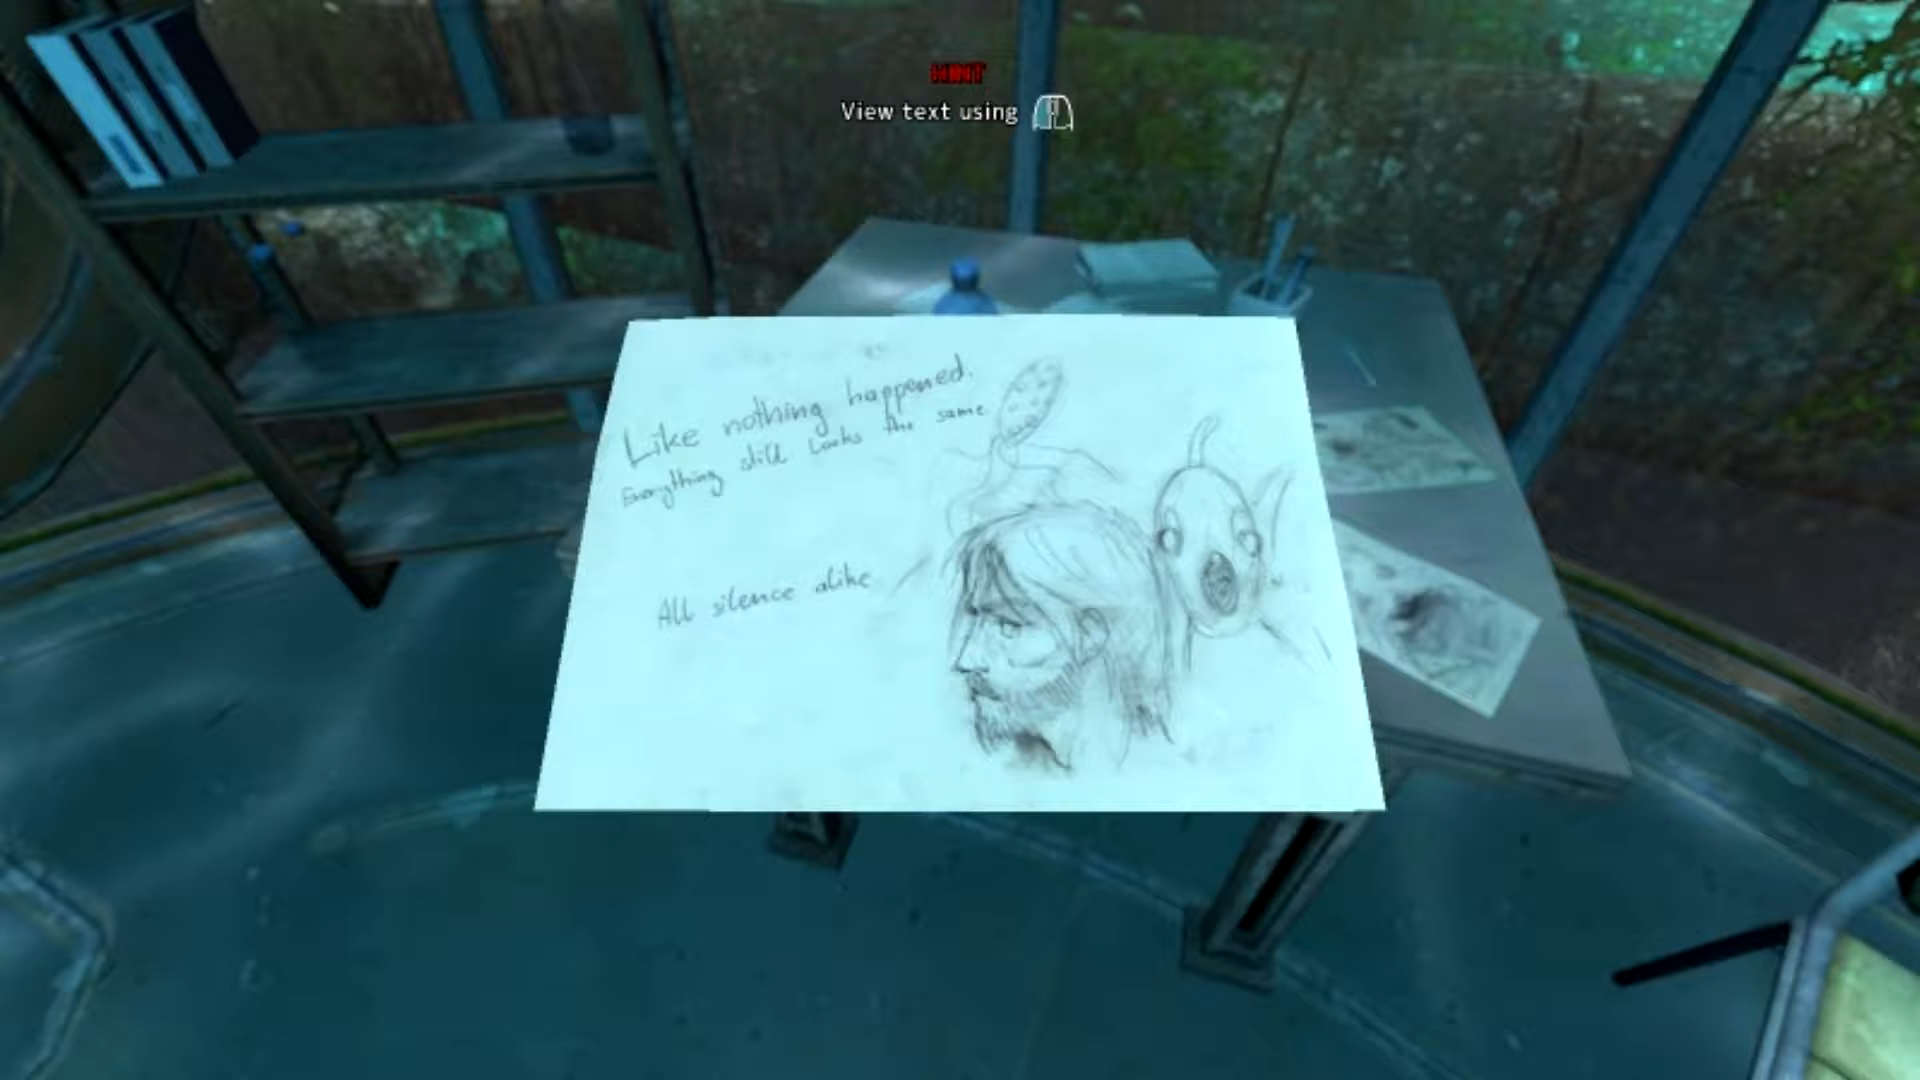 HINT
View text using
Like nothing happened.
Everything still looks the same
All silence alike